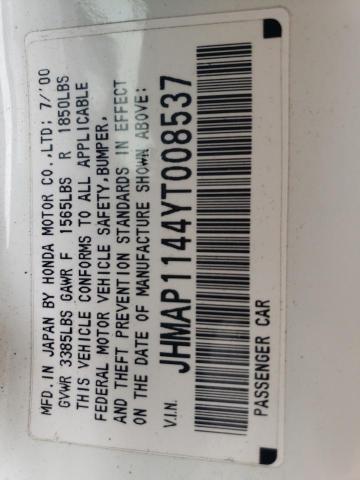 MFD. IN JAPAN BY HONDA MOTOR CO.,LTD; 7/'00
GVWR 3385LBS GAWR F 1565LBS R 1850LBS
THIS VEHICLE CONFORMS TO ALL APPLICABLE
FEDERAL MOTOR VEHICLE SAFETY,BUMPER,
AND THEFT PREVENTION STANDARDS IN EFFECT
ON THE DATE OF MANUFACTURE SHOWN ABOVE:
V.I.N. JHMAP1144YT008537
PASSENGER CAR